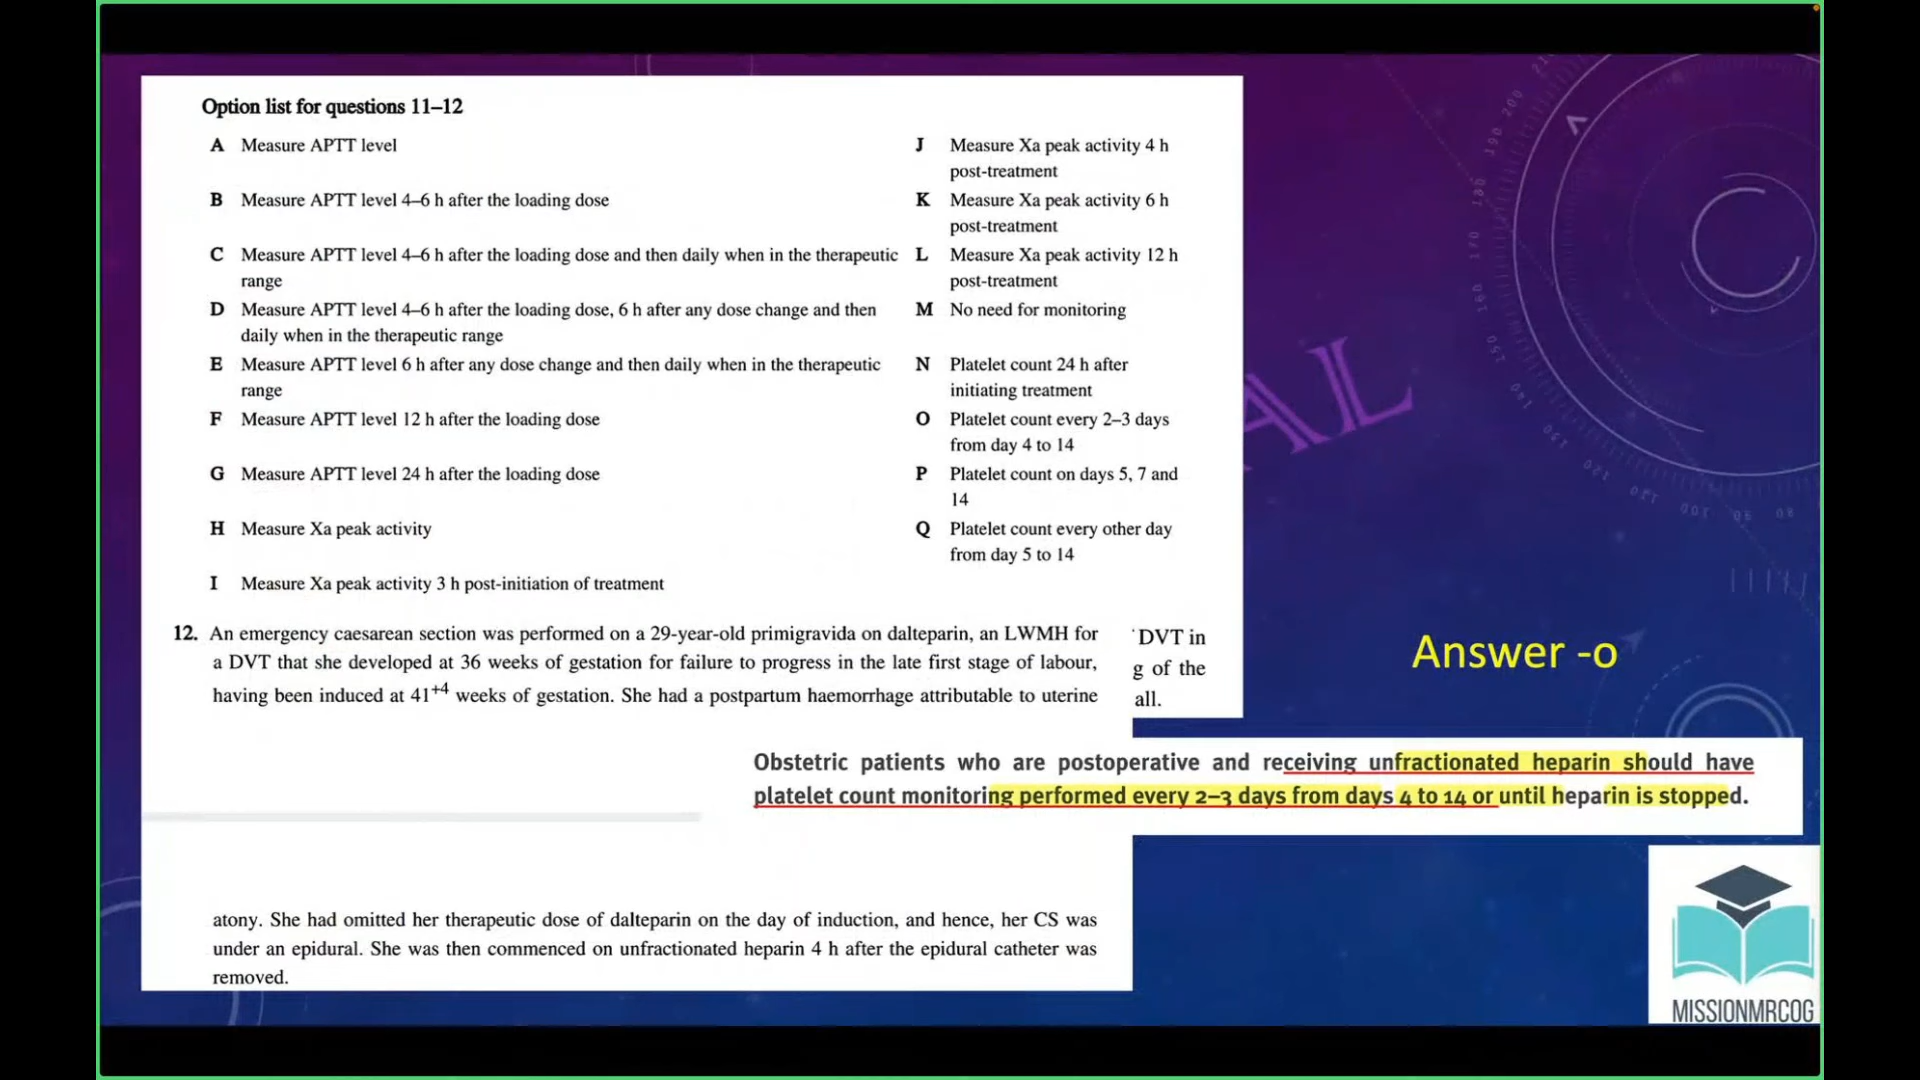 Option list for questions 11–12
A Measure APTT level
B Measure APTT level 4–6 h after the loading dose
C Measure APTT level 4–6 h after the loading dose and then daily when in the therapeutic
range
D Measure APTT level 4–6 h after the loading dose, 6 h after any dose change and then
daily when in the therapeutic range
E Measure APTT level 6 h after any dose change and then daily when in the therapeutic
range
F Measure APTT level 12 h after the loading dose
G Measure APTT level 24 h after the loading dose
H Measure Xa peak activity
I Measure Xa peak activity 3 h post-initiation of treatment
J Measure Xa peak activity 4 h
post-treatment
K Measure Xa peak activity 6 h
post-treatment
L Measure Xa peak activity 12 h
post-treatment
M No need for monitoring
N Platelet count 24 h after
initiating treatment
O Platelet count every 2–3 days
from day 4 to 14
P Platelet count on days 5, 7 and
14
Q Platelet count every other day
from day 5 to 14
12. An emergency caesarean section was performed on a 29-year-old primigravida on dalteparin, an LWMH for
a DVT that she developed at 36 weeks of gestation for failure to progress in the late first stage of labour,
having been induced at 41+4 weeks of gestation. She had a postpartum haemorrhage attributable to uterine
DVT in
g of the
all.
AL
Answer -o
Obstetric patients who are postoperative and receiving unfractionated heparin should have
platelet count monitoring performed every 2–3 days from days 4 to 14 or until heparin is stopped.
atony. She had omitted her therapeutic dose of dalteparin on the day of induction, and hence, her CS was
under an epidural. She was then commenced on unfractionated heparin 4 h after the epidural catheter was
removed.
MISSIONMRCOG